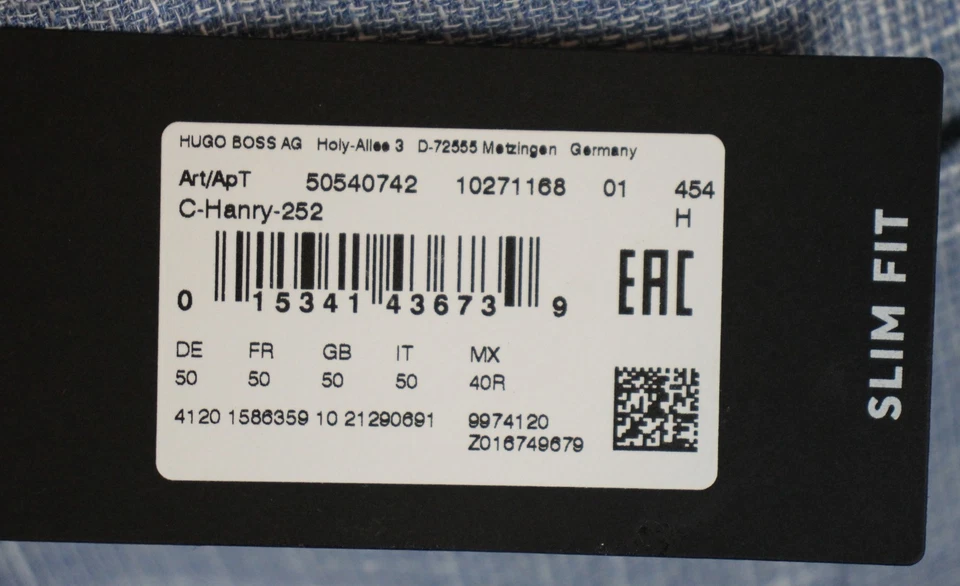 HUGO BOSS AG Holy-Allee 3 D-72555 Metzingen Germany
Art/ApT 50540742 10271168 01 454
C-Hanry-252 H
0 15341 43673 9
EAC
DE FR GB IT MX
50 50 50 50 40R
4120 1586359 10 21290691 9974120
Z016749679
SLIM FIT